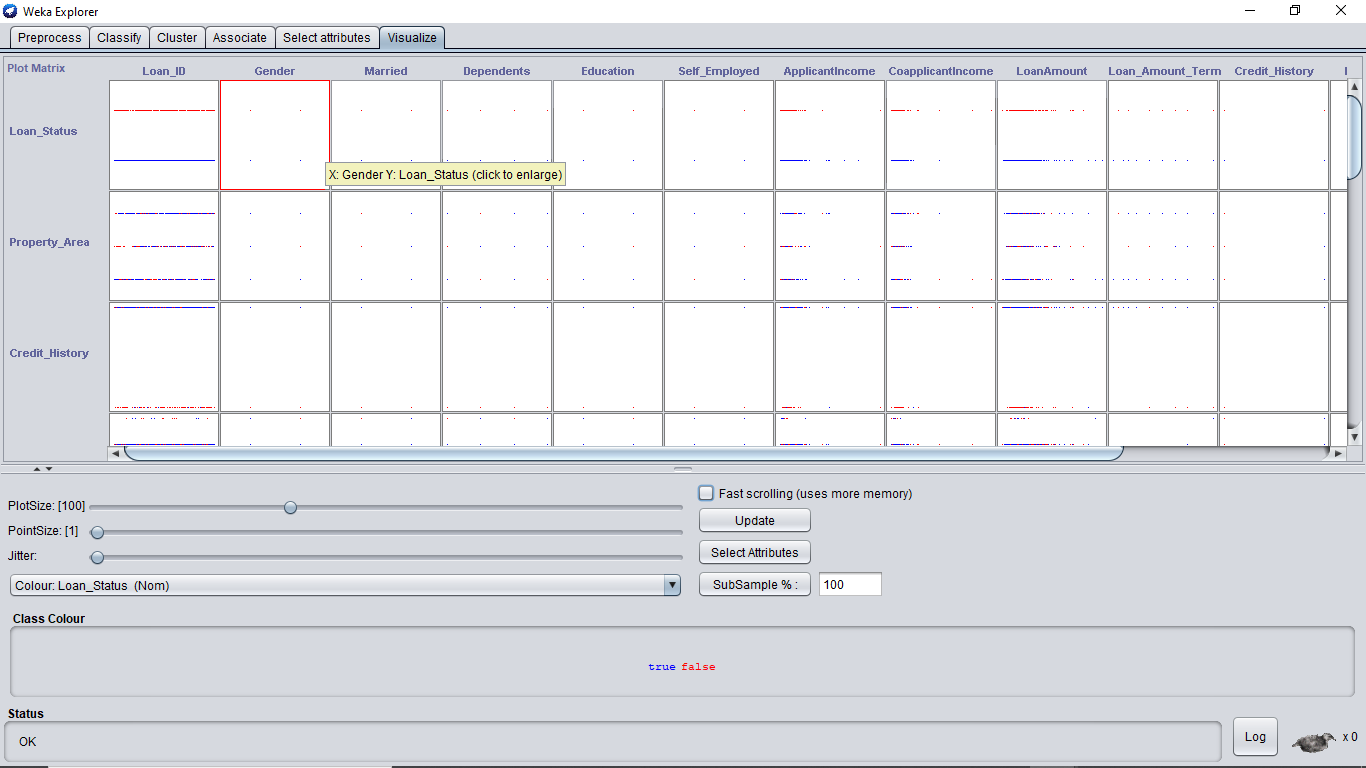 Weka Explorer
Preprocess Classify Cluster Associate Select attributes Visualize
Plot Matrix Loan_ID Gender Married Dependents Education Self_Employed ApplicantIncome CoapplicantIncome LoanAmount Loan_Amount_Term Credit_History
Loan_Status
X: Gender Y: Loan_Status (click to enlarge)
Property_Area
Credit_History
PlotSize: [100]
PointSize: [1]
Jitter:
Colour: Loan_Status (Nom)
Fast scrolling (uses more memory)
Update
Select Attributes
SubSample % : 100
Class Colour
true false
Status
OK
Log
x 0